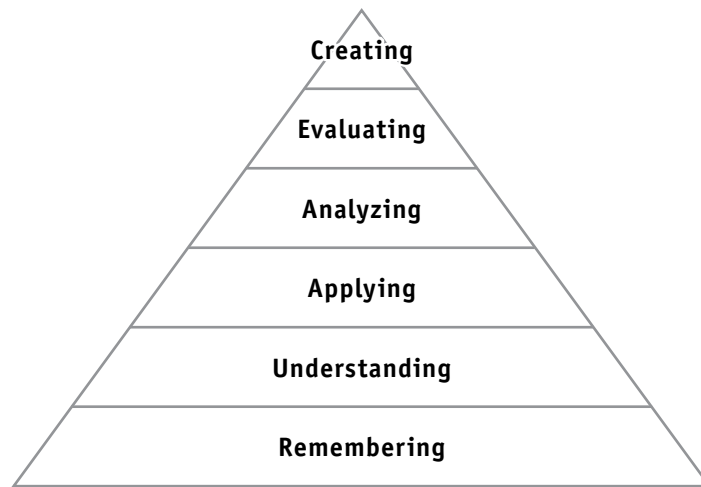 Creating
Evaluating
Analyzing
Applying
Understanding
Remembering